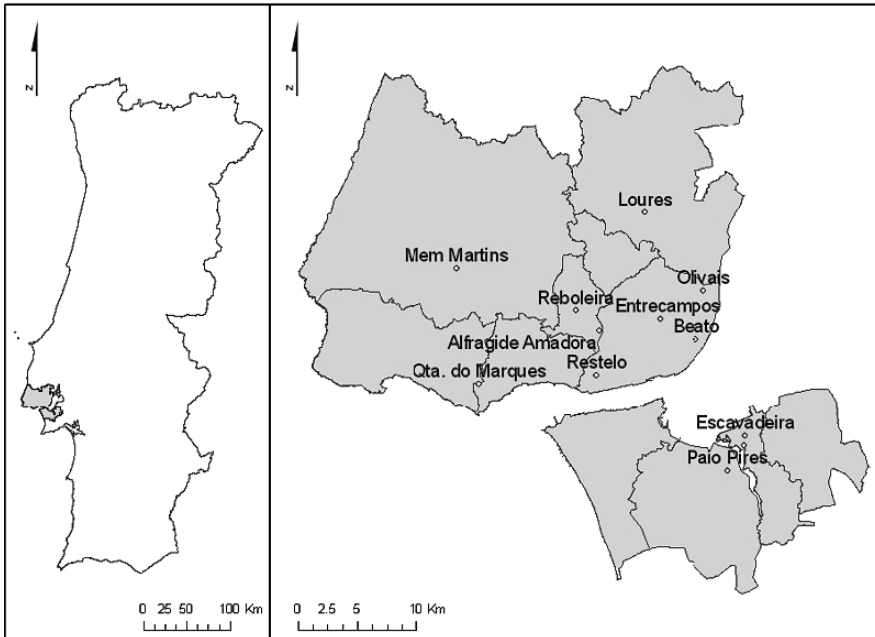 N
0 25 50 100 Km
N
Loures
Mem Martins
Olivais
Reboleira
Entrecampos
Beato
Alfragide Amadora
Restelo
Qta. do Marques
Escavadeira
Paio Pires
0 2.5 5 10 Km